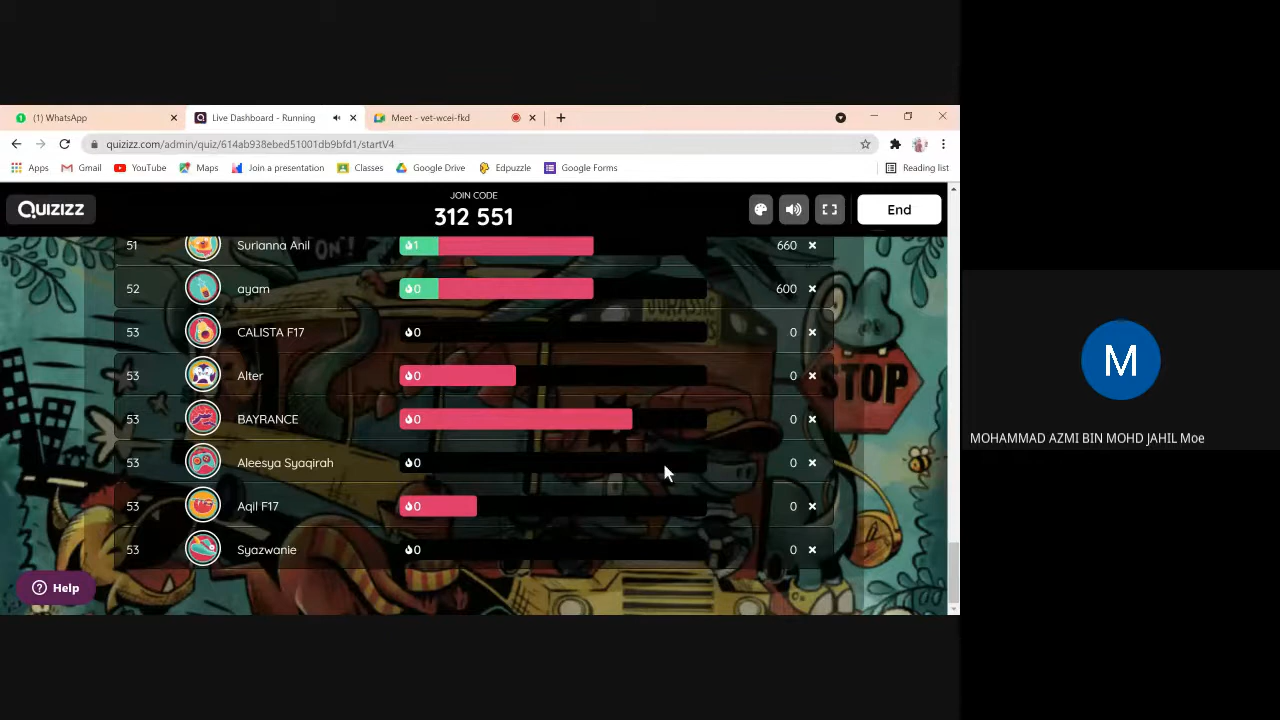 (1) WhatsApp
Live Dashboard - Running
Meet - vet-wcei-fkd
quizizz.com/admin/quiz/614ab938ebed51001db9bfd1/startV4
Apps
Gmail
YouTube
Maps
Join a presentation
Classes
Google Drive
Edpuzzle
Google Forms
Reading list
QUIZIZZ
JOIN CODE
312 551
End
51 Surianna Anil 1 660
52 ayam 0 600
53 CALISTA F17 0 0
53 Alter 0 0
53 BAYRANCE 0 0
53 Aleesya Syaqirah 0 0
53 Aqil F17 0 0
53 Syazwanie 0 0
ON!
JURASSIC
STOP
Help
M
MOHAMMAD AZMI BIN MOHD JAHIL Moe